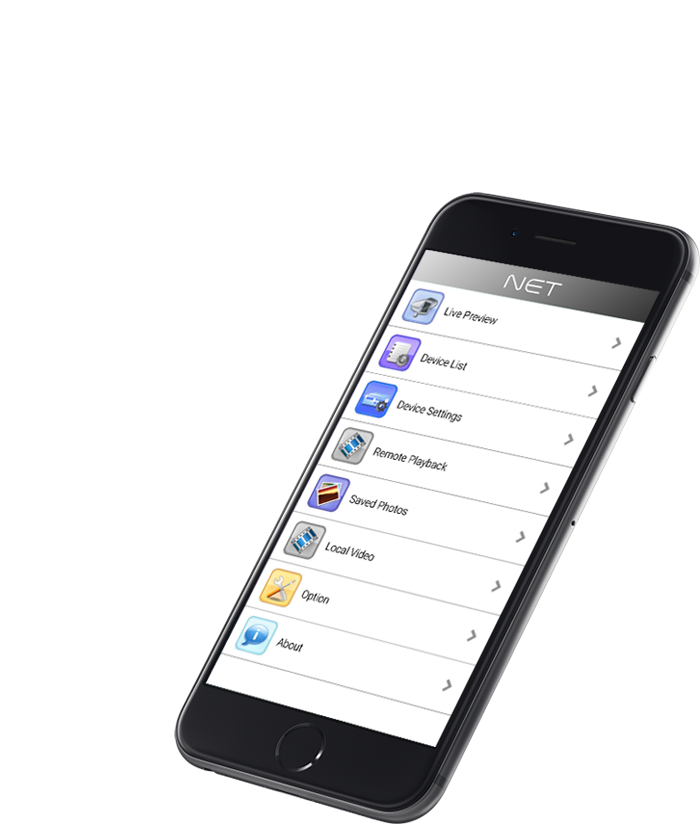 NET
Live Preview
Device List
Device Settings
Remote Playback
Saved Photos
Local Video
Option
About